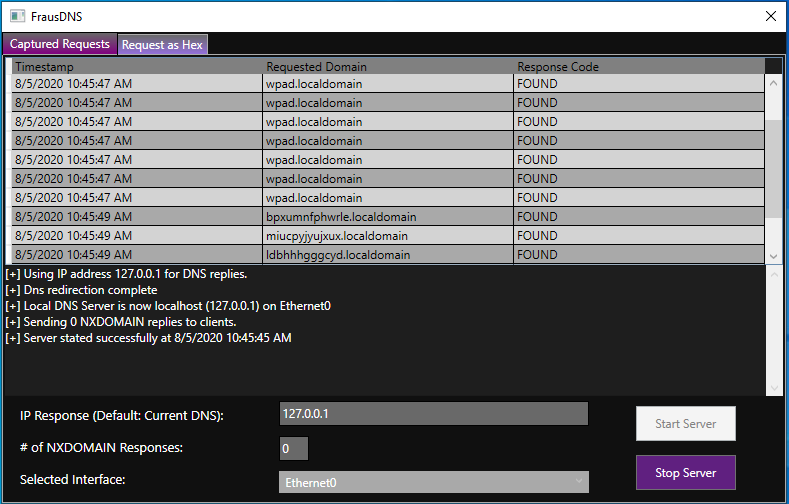 FrausDNS
Captured Requests Request as Hex
Timestamp Requested Domain Response Code
8/5/2020 10:45:47 AM wpad.localdomain FOUND
8/5/2020 10:45:47 AM wpad.localdomain FOUND
8/5/2020 10:45:47 AM wpad.localdomain FOUND
8/5/2020 10:45:47 AM wpad.localdomain FOUND
8/5/2020 10:45:47 AM wpad.localdomain FOUND
8/5/2020 10:45:47 AM wpad.localdomain FOUND
8/5/2020 10:45:47 AM wpad.localdomain FOUND
8/5/2020 10:45:49 AM bpxumnfphwrle.localdomain FOUND
8/5/2020 10:45:49 AM miucpyjyujxux.localdomain FOUND
8/5/2020 10:45:49 AM ldbhhhgggcyd.localdomain FOUND
[+] Using IP address 127.0.0.1 for DNS replies.
[+] Dns redirection complete
[+] Local DNS Server is now localhost (127.0.0.1) on Ethernet0
[+] Sending 0 NXDOMAIN replies to clients.
[+] Server stated successfully at 8/5/2020 10:45:45 AM
IP Response (Default: Current DNS): 127.0.0.1
Start Server
# of NXDOMAIN Responses: 0
Stop Server
Selected Interface: Ethernet0